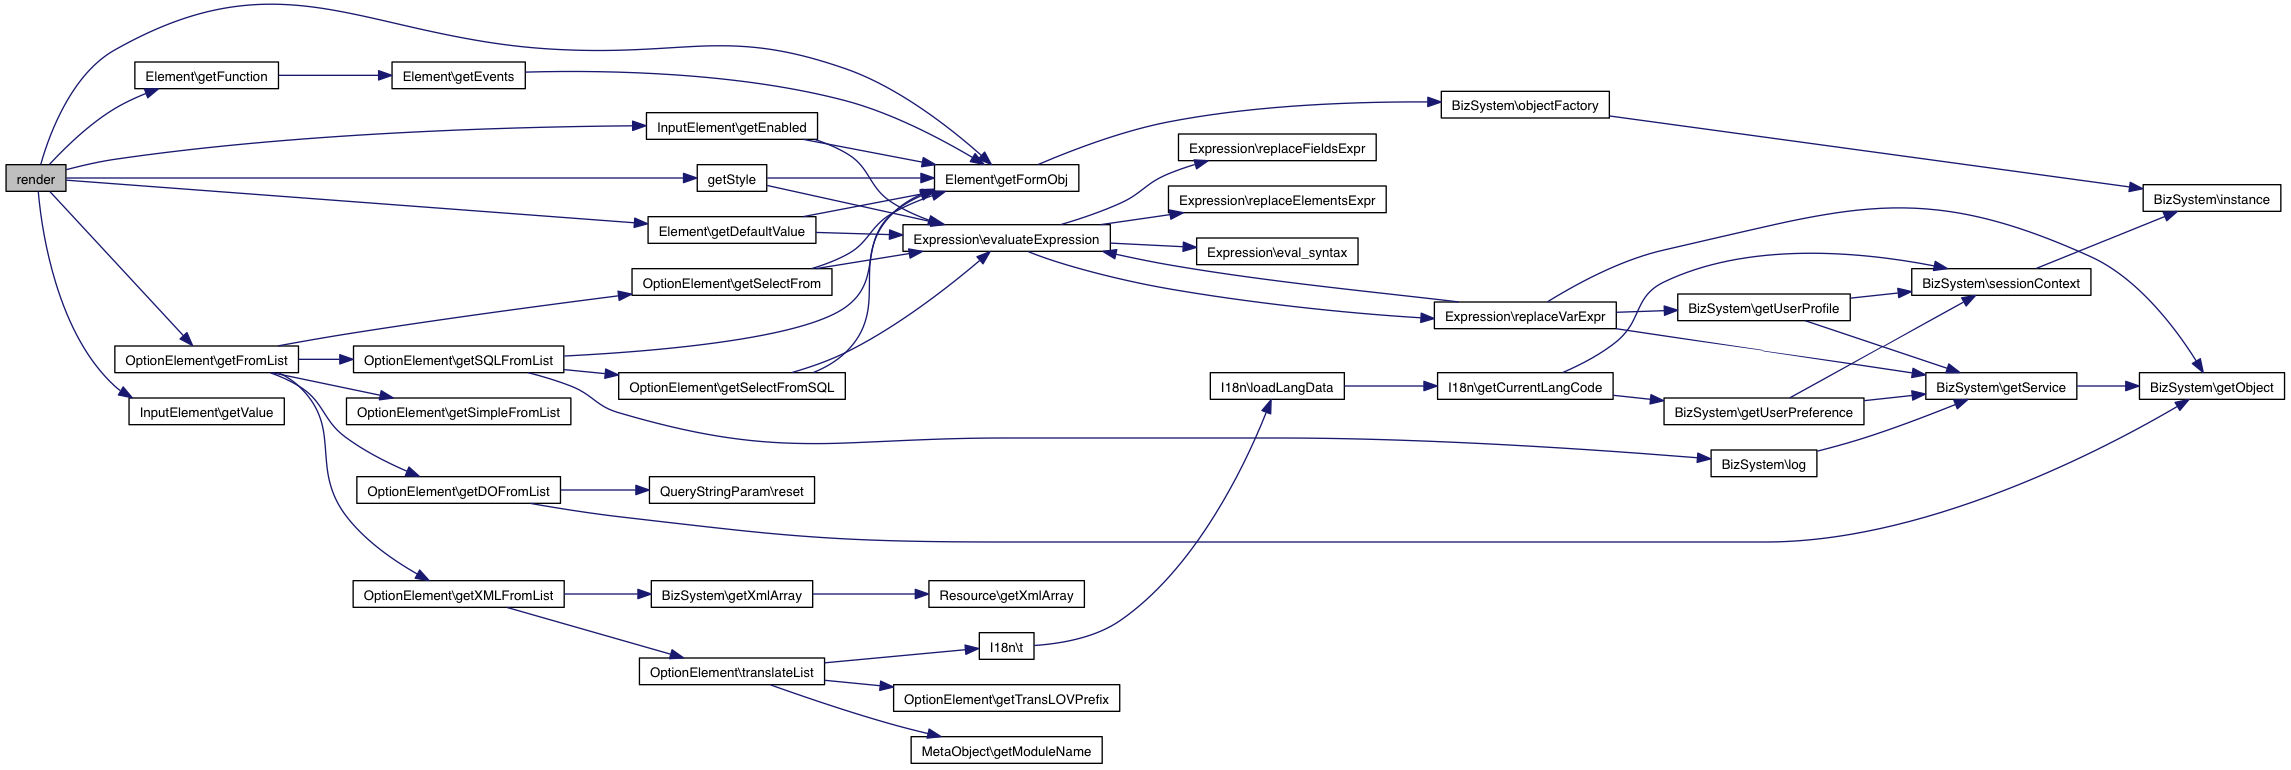 render
Element\getFunction
Element\getEvents
InputElement\getEnabled
getStyle
Element\getDefaultValue
OptionElement\getSelectFrom
OptionElement\getFromList
OptionElement\getSQLFromList
OptionElement\getSelectFromSQL
InputElement\getValue
OptionElement\getSimpleFromList
OptionElement\getDOFromList
QueryStringParam\reset
OptionElement\getXMLFromList
BizSystem\getXmlArray
Resource\getXmlArray
OptionElement\translateList
I18n\t
OptionElement\getTransLOVPrefix
MetaObject\getModuleName
Element\getFormObj
Expression\evaluateExpression
Expression\replaceFieldsExpr
Expression\replaceElementsExpr
Expression\eval_syntax
Expression\replaceVarExpr
I18n\loadLangData
I18n\getCurrentLangCode
BizSystem\objectFactory
BizSystem\getUserProfile
BizSystem\getUserPreference
BizSystem\log
BizSystem\instance
BizSystem\sessionContext
BizSystem\getService
BizSystem\getObject